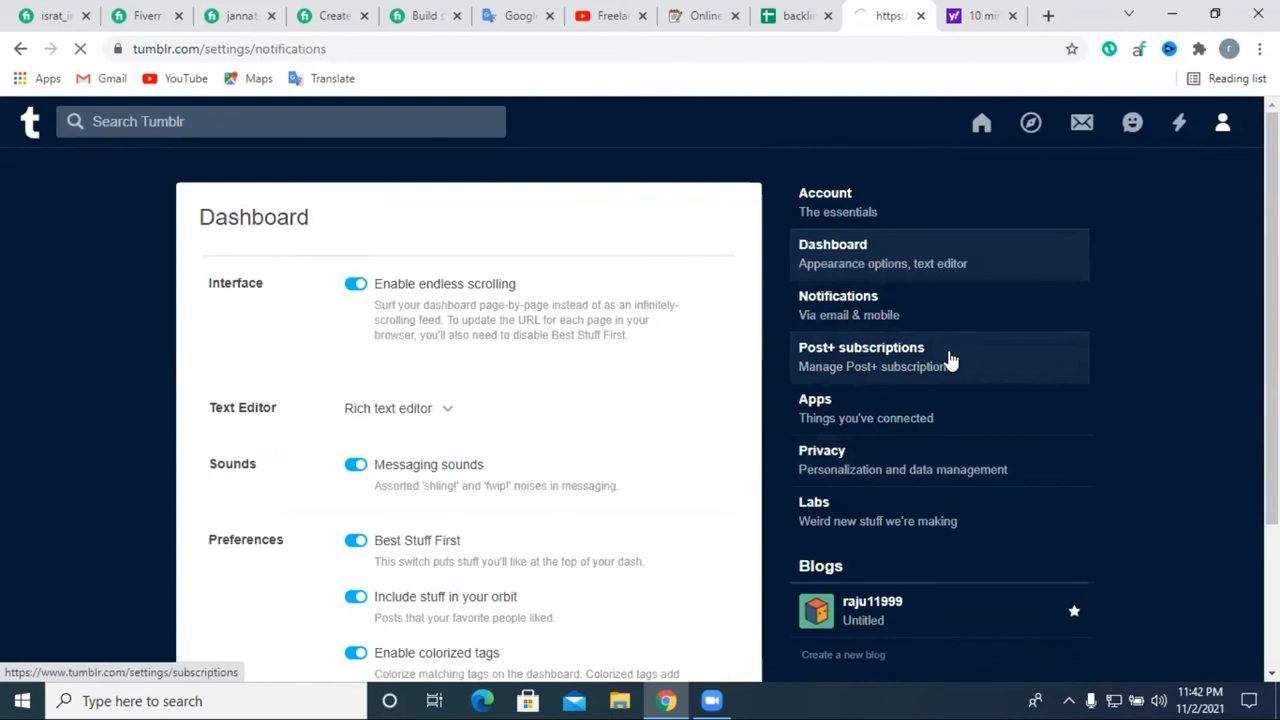 israt_ir
Fiverr
jannat
Create
Build s
Google
Freelan
Online
backlin
https:/
10 min
tumblr.com/settings/notifications
Apps
Gmail
YouTube
Maps
Translate
Reading list
Search Tumblr
Dashboard
Interface
Enable endless scrolling
Surf your dashboard page-by-page instead of as an infinitely-
scrolling feed. To update the URL for each page in your
browser, you'll also need to disable Best Stuff First.
Text Editor
Rich text editor
Sounds
Messaging sounds
Assorted 'shling!' and 'fwip!' noises in messaging.
Preferences
Best Stuff First
This switch puts stuff you'll like at the top of your dash.
Include stuff in your orbit
Posts that your favorite people liked.
Enable colorized tags
Colorize matching tags on the dashboard. Colorized tags add
Account
The essentials
Dashboard
Appearance options, text editor
Notifications
Via email & mobile
Post+ subscriptions
Manage Post+ subscription
Apps
Things you've connected
Privacy
Personalization and data management
Labs
Weird new stuff we're making
Blogs
raju11999
Untitled
Create a new blog
https://www.tumblr.com/settings/subscriptions
Type here to search
11:42 PM
11/2/2021